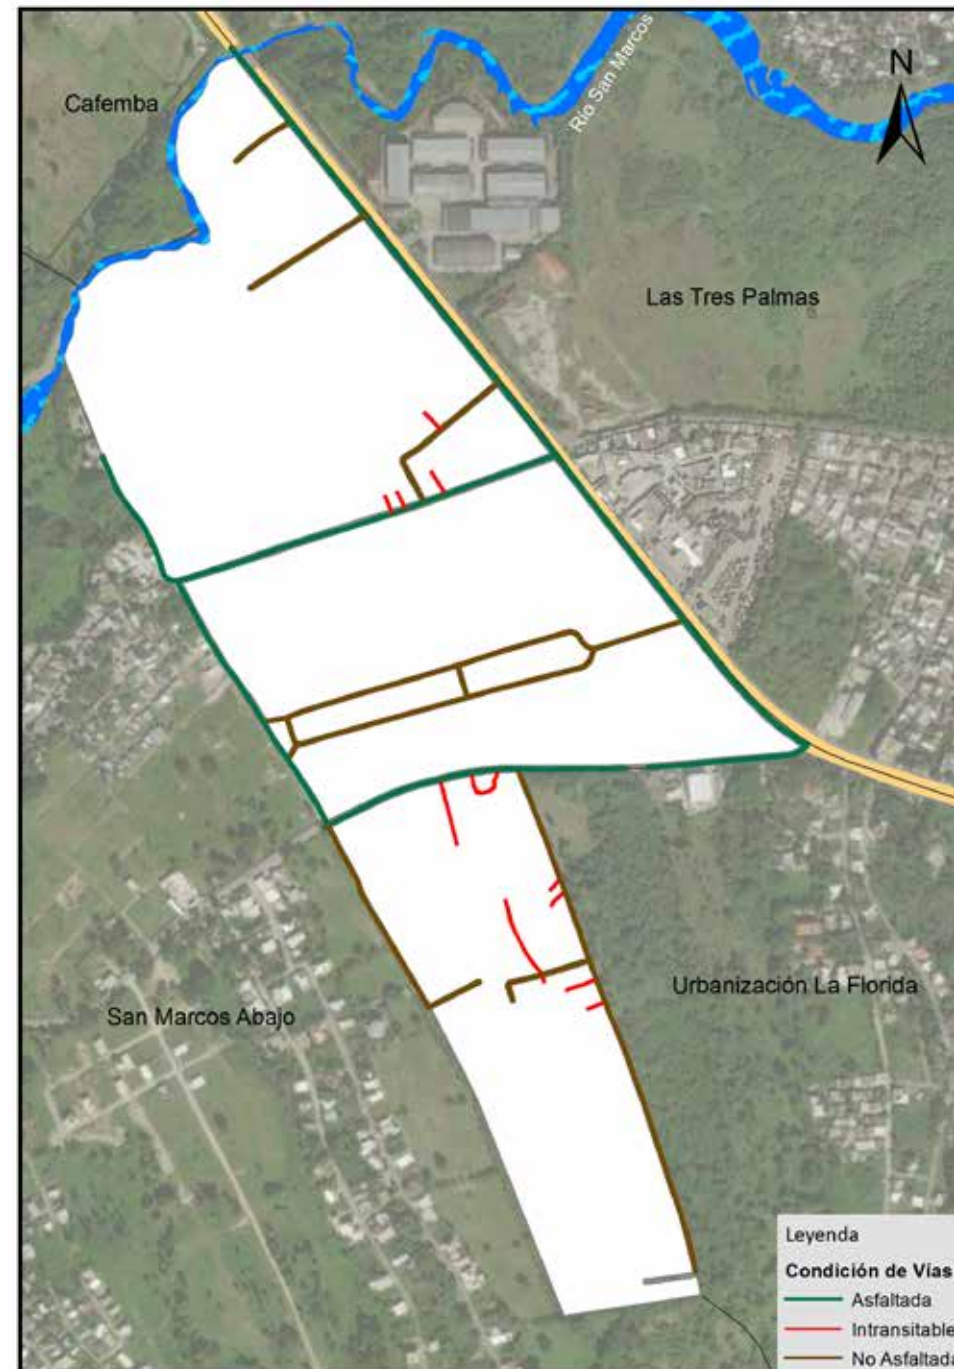 N
Cafemba
Río San Marcos
Las Tres Palmas
Urbanización La Florida
San Marcos Abajo
Leyenda
Condición de Vías
Asfaltada
Intransitable
No Asfaltada